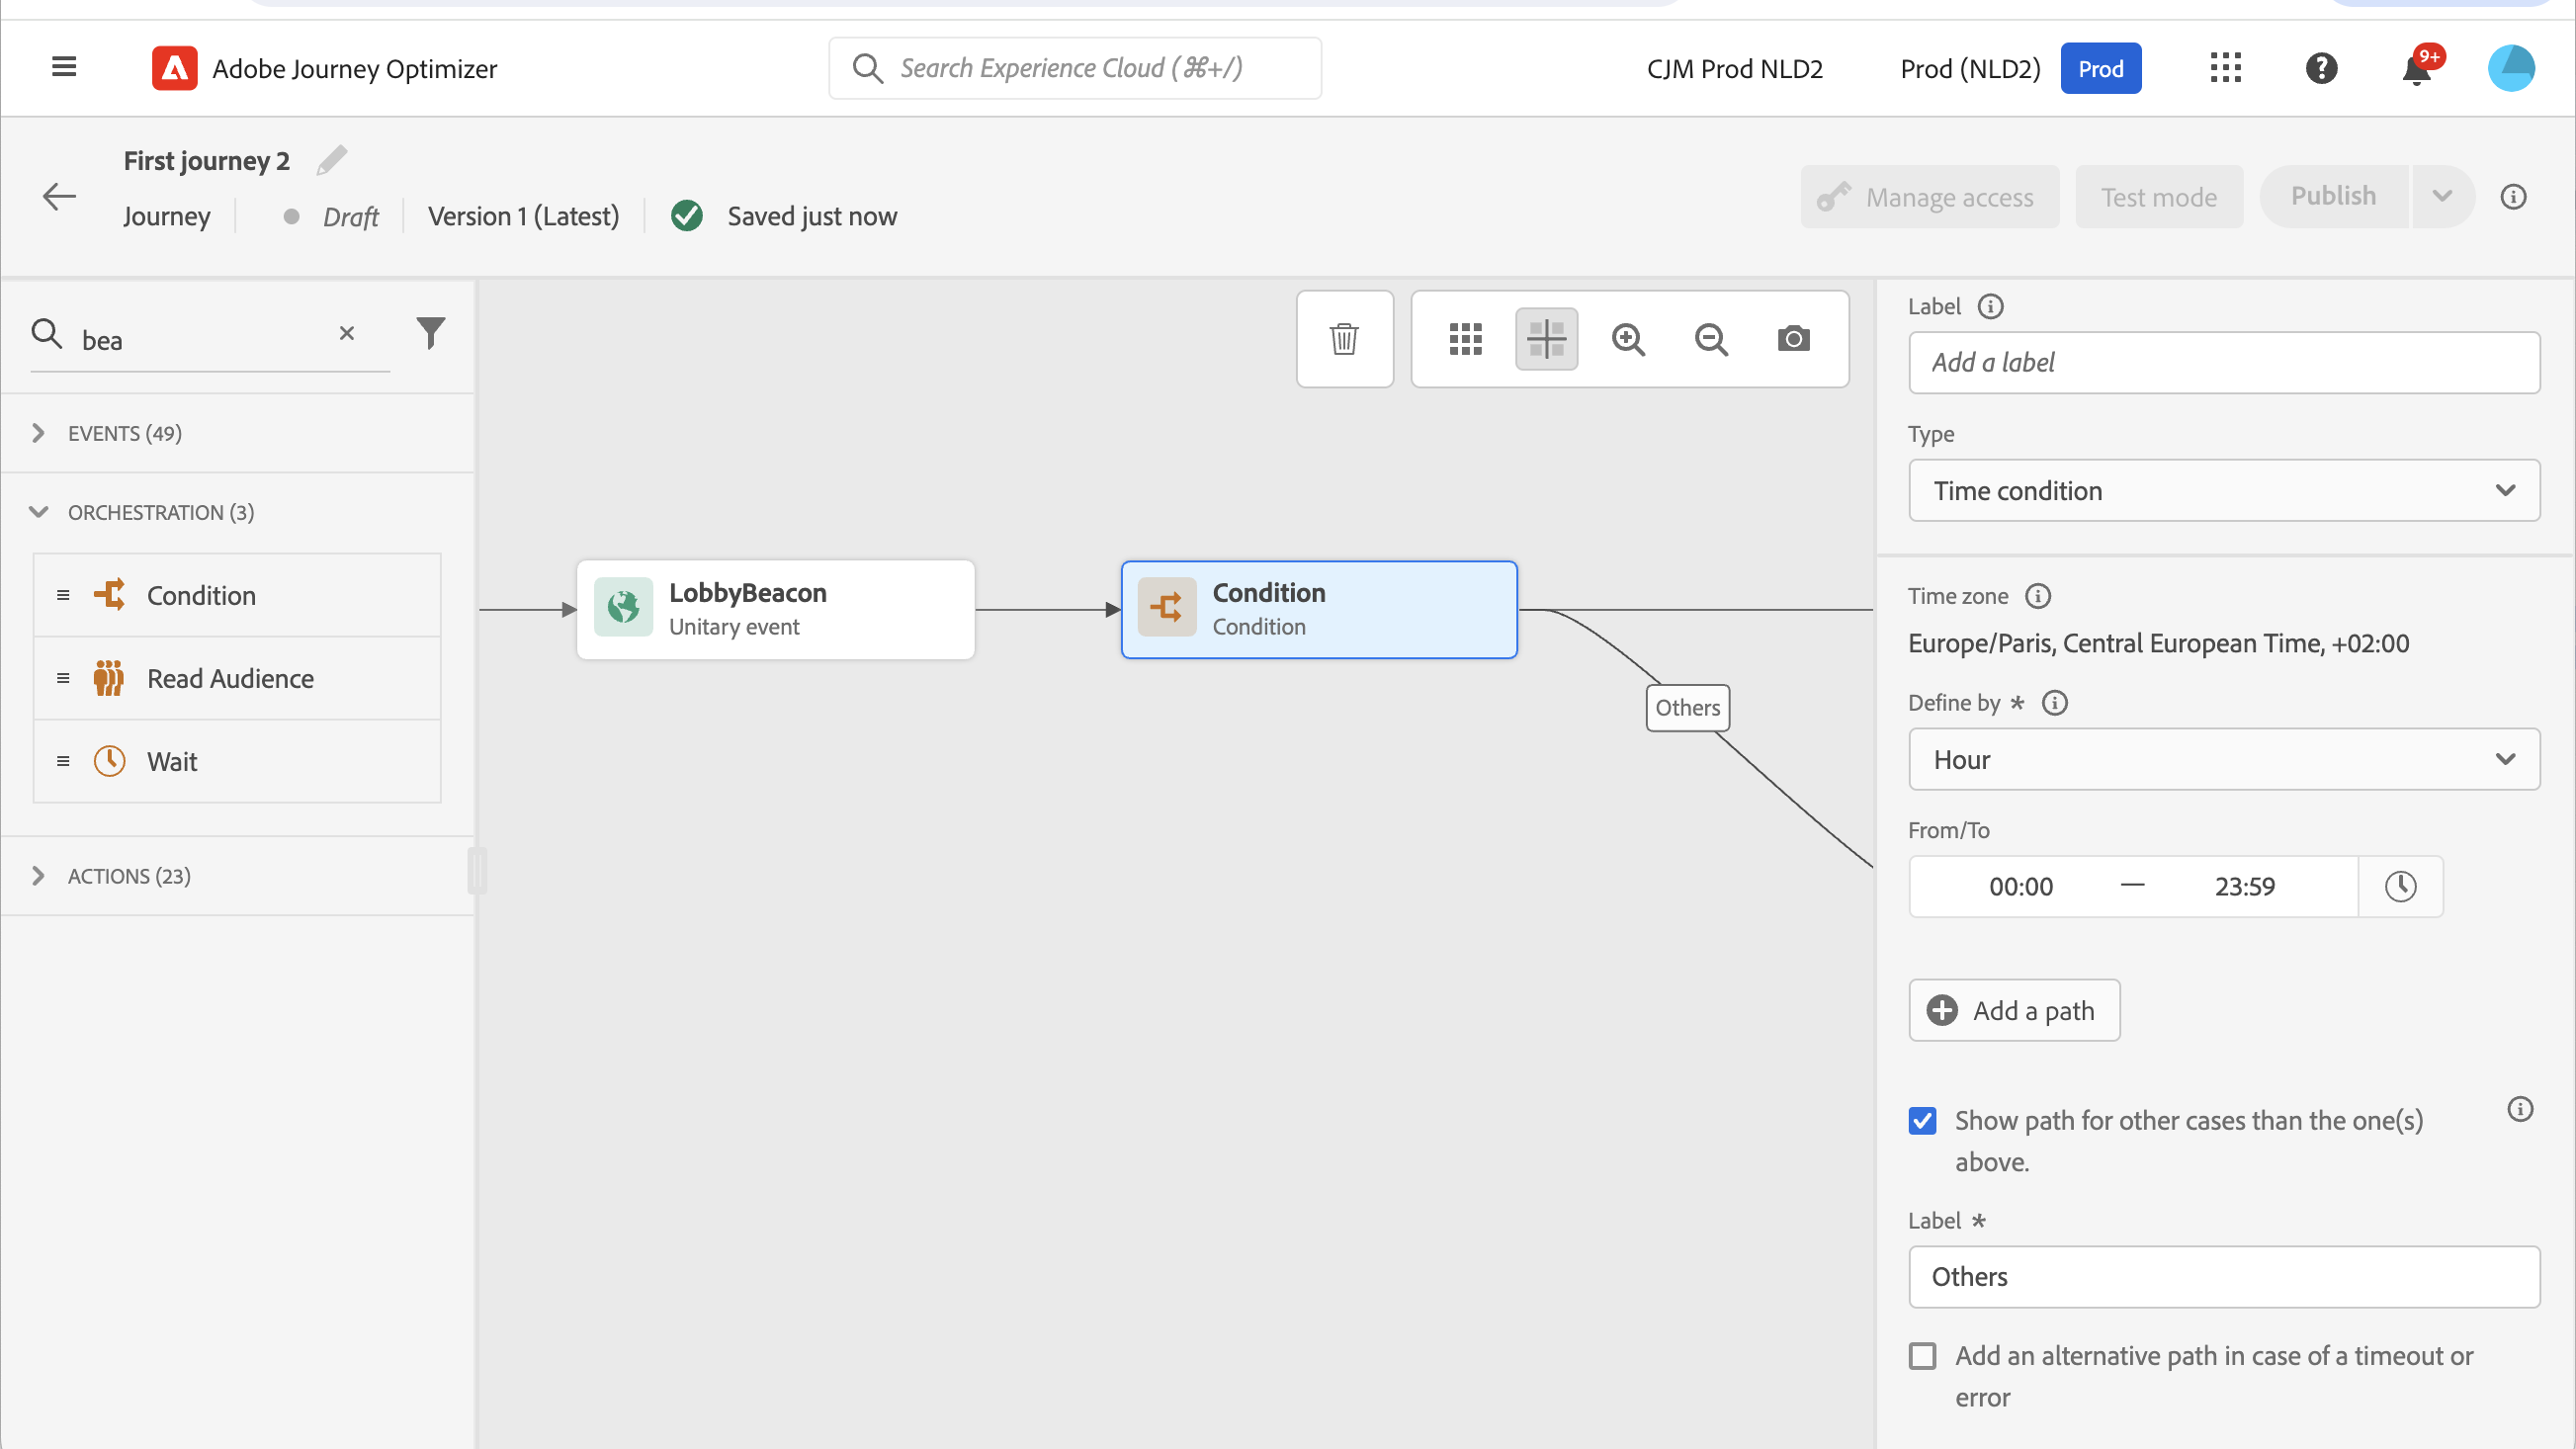 Adobe Journey Optimizer
Search Experience Cloud (⌘+/)
CJM Prod NLD2
Prod (NLD2)
Prod
9+
First journey 2
Journey
Draft
Version 1 (Latest)
Saved just now
Manage access
Test mode
Publish
bea
EVENTS (49)
ORCHESTRATION (3)
Condition
Read Audience
Wait
ACTIONS (23)
LobbyBeacon
Unitary event
Condition
Condition
Others
Label
Add a label
Type
Time condition
Time zone
Europe/Paris, Central European Time, +02:00
Define by *
Hour
From/To
00:00 — 23:59
Add a path
Show path for other cases than the one(s)
above.
Label *
Others
Add an alternative path in case of a timeout or
error